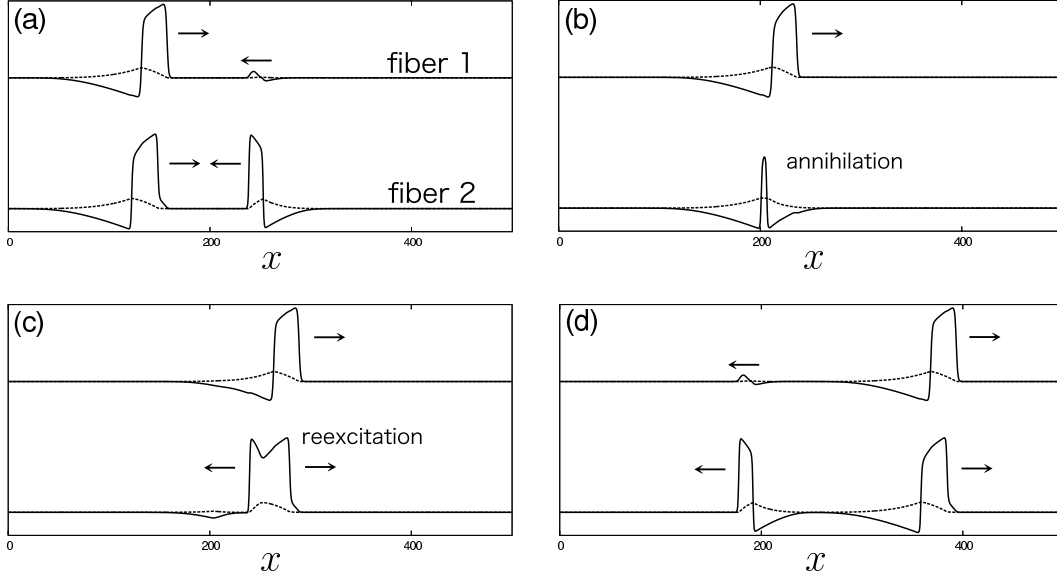 (a)
fiber 1
fiber 2
0 200 400
x
(b)
annihilation
0 200 400
x
(c)
reexcitation
0 200 400
x
(d)
0 200 400
x